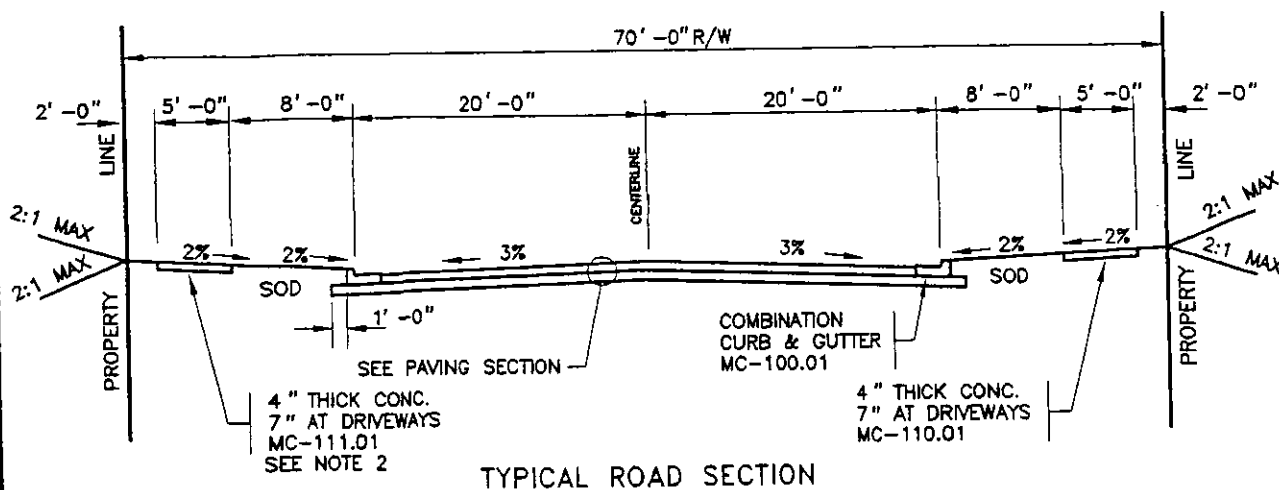 70'-0" R/W
2'-0"
5'-0"
8'-0"
20'-0"
20'-0"
8'-0"
5'-0"
2'-0"
LINE
CENTERLINE
LINE
2:1 MAX
2:1 MAX
2%
2%
3%
3%
2%
2%
2:1 MAX
2:1 MAX
SOD
SOD
1'-0"
PROPERTY
PROPERTY
SEE PAVING SECTION
COMBINATION
CURB & GUTTER
MC-100.01
4" THICK CONC.
7" AT DRIVEWAYS
MC-111.01
SEE NOTE 2
4" THICK CONC.
7" AT DRIVEWAYS
MC-110.01
TYPICAL ROAD SECTION